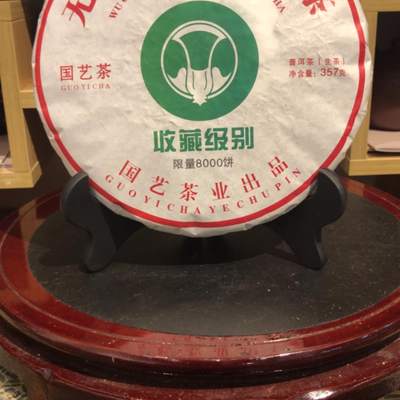 国艺茶
GUOYICHA
普洱茶［生茶］
净含量：357克
收藏级别
限量8000饼
国艺茶业出品
GUOYICHAYECHUPIN